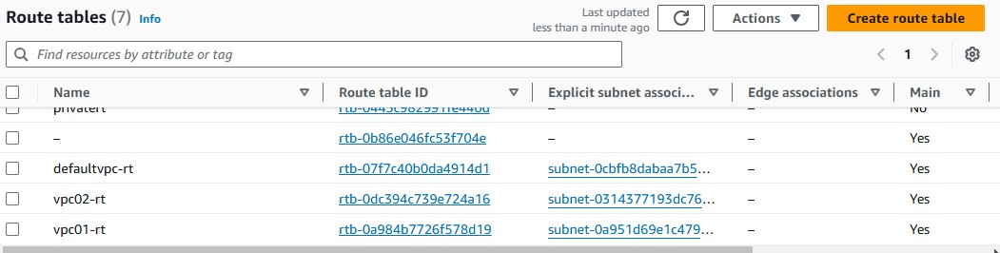 Route tables (7) Info
Last updated
less than a minute ago
Actions
Create route table
Find resources by attribute or tag
1
Name Route table ID Explicit subnet associ... Edge associations Main
privatert – – No
– rtb-0b86e046fc53f704e – Yes
defaultvpc-rt rtb-07f7c40b0da4914d1 subnet-0cbfb8dabaa7b5... – Yes
vpc02-rt rtb-0dc394c739e724a16 subnet-0314377193dc76... – Yes
vpc01-rt rtb-0a984b7726f578d19 subnet-0a951d69e1c479... – Yes